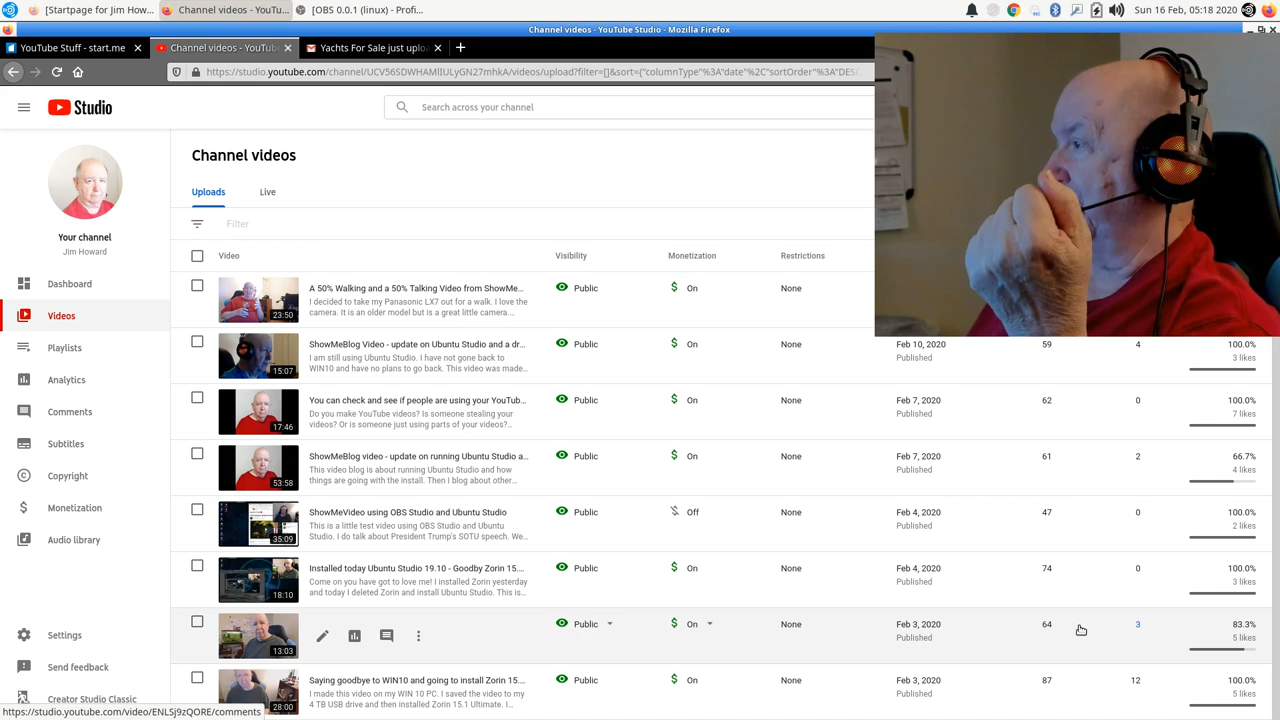 [Startpage for Jim How...
Channel videos - YouTu...
[OBS 0.0.1 (linux) - Profi...
Sun 16 Feb, 05:18 2020
Channel videos - YouTube Studio - Mozilla Firefox
YouTube Stuff - start.me
Channel videos - YouTube
Yachts For Sale just uploa
https://studio.youtube.com/channel/
/videos/upload?filter=[]&sort={"columnType"%3A"date"%2C"sortOrder"%3A"DES
Studio
Search across your channel
Your channel
Jim Howard
Dashboard
Videos
Playlists
Analytics
Comments
Subtitles
Copyright
Monetization
Audio library
Settings
Send feedback
Creator Studio Classic
https://studio.youtube.com/video/ENLSj9zQORE/comments
Channel videos
Uploads Live
Filter
Video Visibility Monetization Restrictions
A 50% Walking and a 50% Talking Video from ShowMe... Public $ On None
I decided to take my Panasonic LX7 out for a walk. I love the
camera. It is an older model but is a great little camera....
23:50
ShowMeBlog Video - update on Ubuntu Studio and a dr... Public $ On None Feb 10, 2020 59 4 100.0%
I am still using Ubuntu Studio. I have not gone back to Published 3 likes
WIN10 and have no plans to go back. This video was made...
15:07
You can check and see if people are using your YouTub... Public $ On None Feb 7, 2020 62 0 100.0%
Do you make YouTube videos? Is someone stealing your Published 7 likes
videos? Or is someone just using parts of your videos?...
17:46
ShowMeBlog video - update on running Ubuntu Studio a... Public $ On None Feb 7, 2020 61 2 66.7%
This video blog is about running Ubuntu Studio and how Published 4 likes
things are going with the install. Then I blog about other...
53:58
ShowMeVideo using OBS Studio and Ubuntu Studio Public Off None Feb 4, 2020 47 0 100.0%
This is a little test video using OBS Studio and Ubuntu Published 2 likes
Studio. I do talk about President Trump's SOTU speech. We...
35:09
Installed today Ubuntu Studio 19.10 - Goodby Zorin 15.... Public $ On None Feb 4, 2020 74 0 100.0%
Come on you have got to love me! I installed Zorin yesterday Published 3 likes
and today I deleted Zorin and install Ubuntu Studio. This is...
18:10
Public $ On None Feb 3, 2020 64 3 83.3%
Published 5 likes
13:03
Saying goodbye to WIN10 and going to install Zorin 15.... Public $ On None Feb 3, 2020 87 12 100.0%
I made this video on my WIN 10 PC. I saved the video to my Published 5 likes
4 TB USB drive and then installed Zorin 15.1 Ultimate. I...
28:00